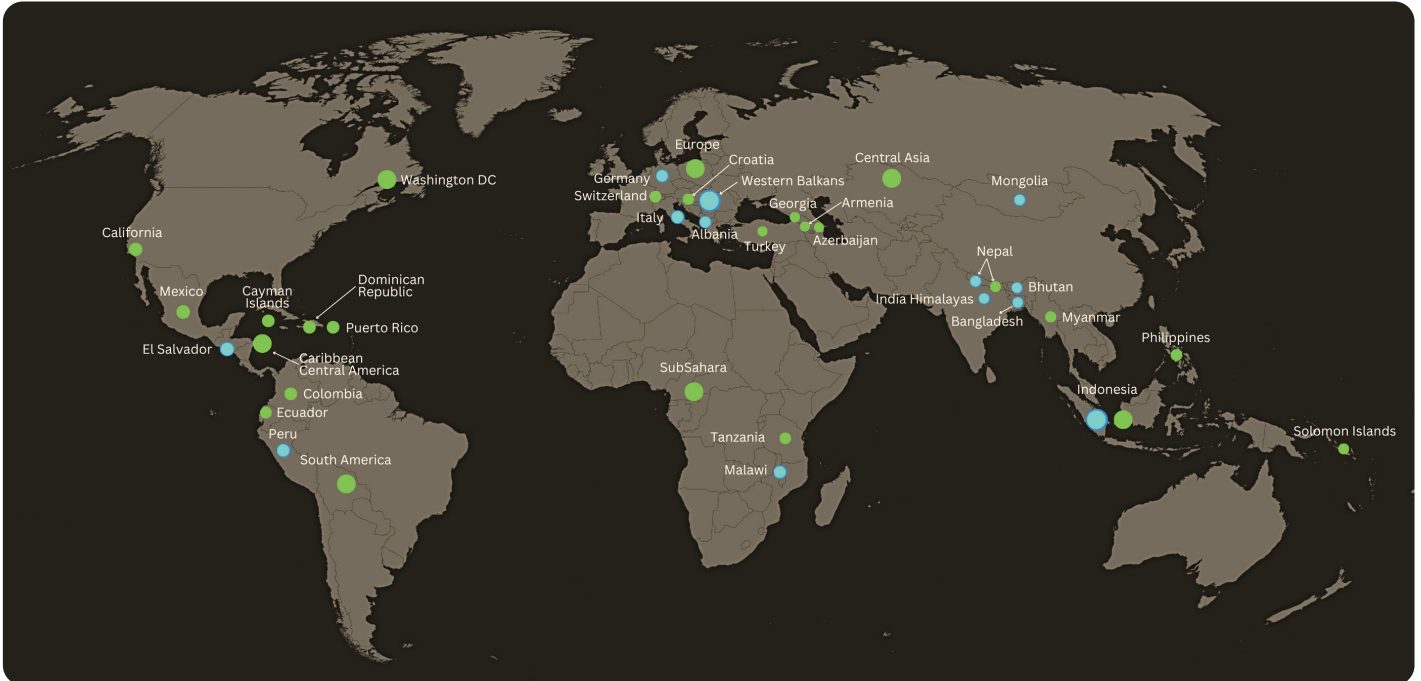 Europe
Croatia
Central Asia
Germany
Washington DC
Western Balkans
Mongolia
Switzerland
Georgia
Armenia
Italy
California
Albania
Azerbaijan
Turkey
Nepal
Dominican
Republic
Mexico
Cayman
Islands
Bhutan
India Himalayas
Puerto Rico
Bangladesh
Myanmar
El Salvador
Philippines
Caribbean
Central America
SubSahara
Colombia
Indonesia
Ecuador
Peru
Tanzania
Solomon Islands
South America
Malawi